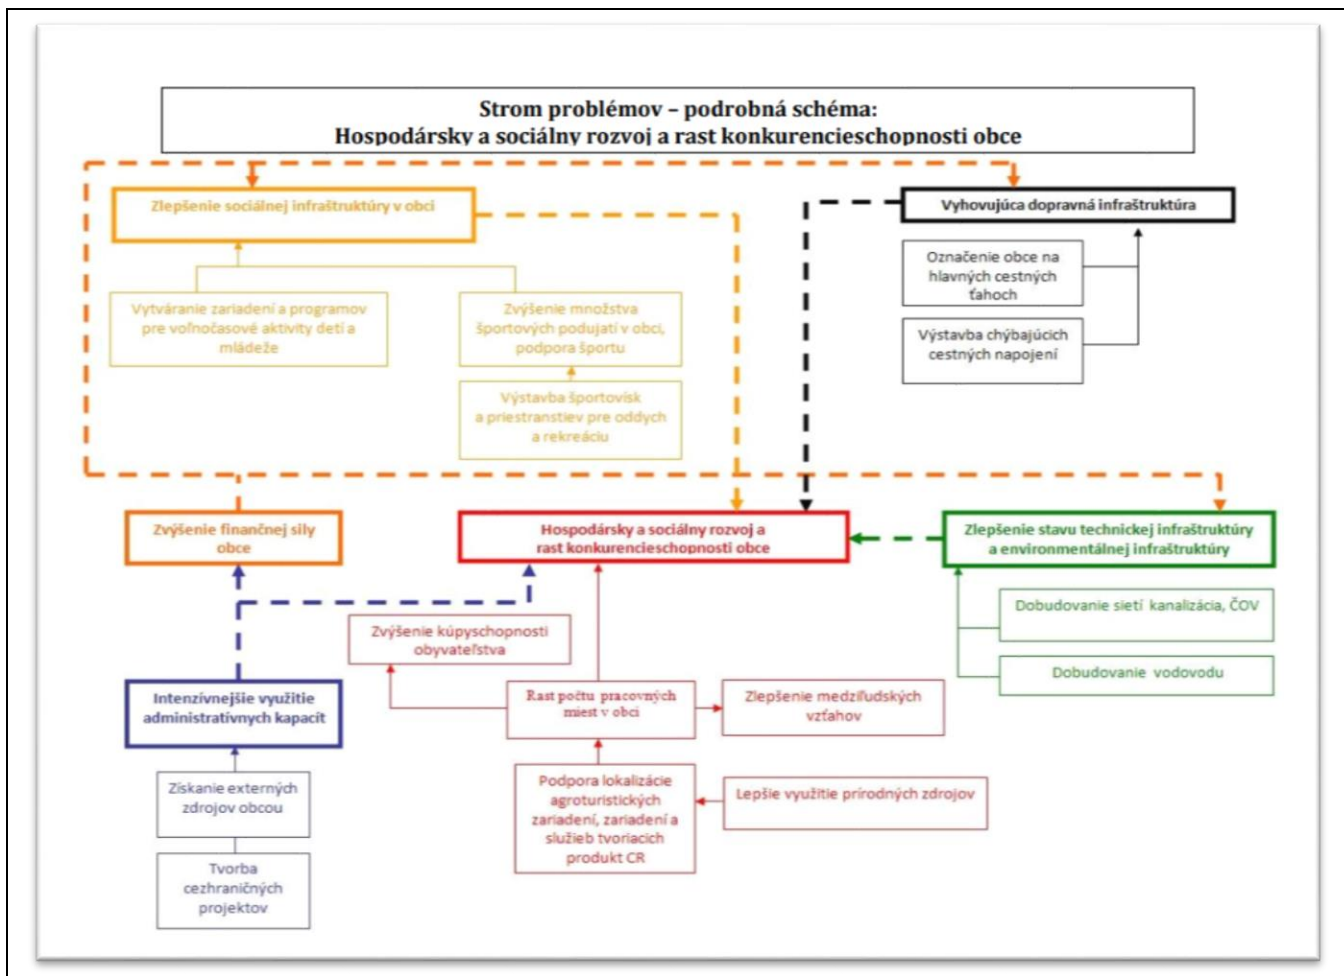 Strom problémov – podrobná schéma:
Hospodársky a sociálny rozvoj a rast konkurencieschopnosti obce
Zlepšenie sociálnej infraštruktúry v obci
Vyhovujúca dopravná infraštruktúra
Označenie obce na
hlavných cestných
ťahoch
Výstavba chýbajúcich
cestných napojení
Vytváranie zariadení a programov
pre voľnočasové aktivity detí a
mládeže
Zvýšenie množstva
športových podujatí v obci,
podpora športu
Výstavba športovísk
a priestranstiev pre oddych
a rekreáciu
Zvýšenie finančnej sily
obce
Hospodársky a sociálny rozvoj a
rast konkurencieschopnosti obce
Zlepšenie stavu technickej infraštruktúry
a environmentálnej infraštruktúry
Dobudovanie sietí kanalizácia, ČOV
Dobudovanie vodovodu
Zvýšenie kúpyschopnosti
obyvateľstva
Intenzívnejšie využitie
administratívnych kapacít
Rast počtu pracovných
miest v obci
Zlepšenie medziľudských
vzťahov
Získanie externých
zdrojov obcou
Podpora lokalizácie
agroturistických
zariadení, zariadení a
služieb tvoriacich
produkt CR
Lepšie využitie prírodných zdrojov
Tvorba
cezhraničných
projektov